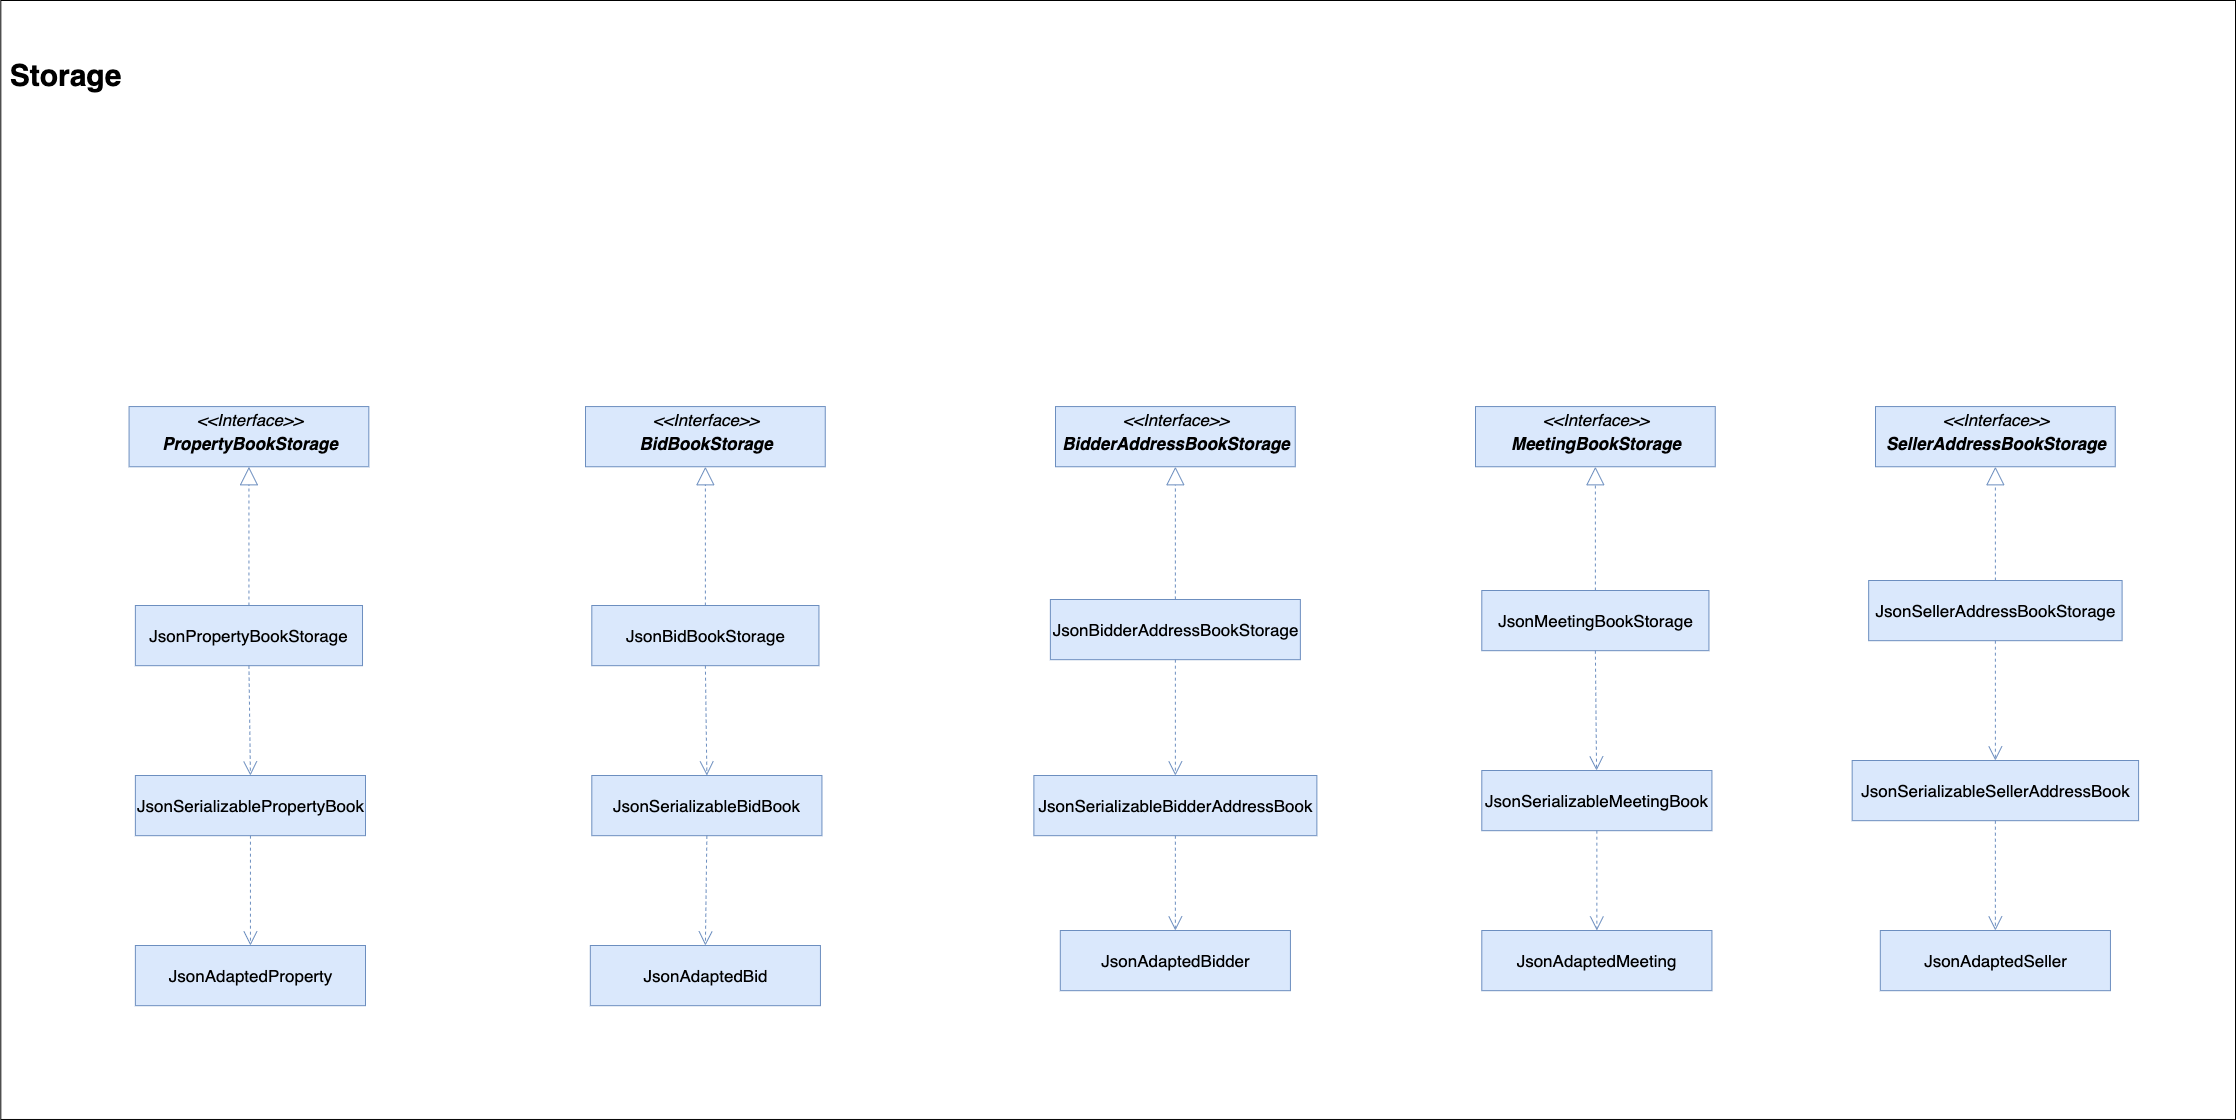 Storage
<<Interface>>
PropertyBookStorage
<<Interface>>
BidBookStorage
<<Interface>>
BidderAddressBookStorage
<<Interface>>
MeetingBookStorage
<<Interface>>
SellerAddressBookStorage
JsonPropertyBookStorage
JsonBidBookStorage
JsonBidderAddressBookStorage
JsonMeetingBookStorage
JsonSellerAddressBookStorage
JsonSerializablePropertyBook
JsonSerializableBidBook
JsonSerializableBidderAddressBook
JsonSerializableMeetingBook
JsonSerializableSellerAddressBook
JsonAdaptedProperty
JsonAdaptedBid
JsonAdaptedBidder
JsonAdaptedMeeting
JsonAdaptedSeller